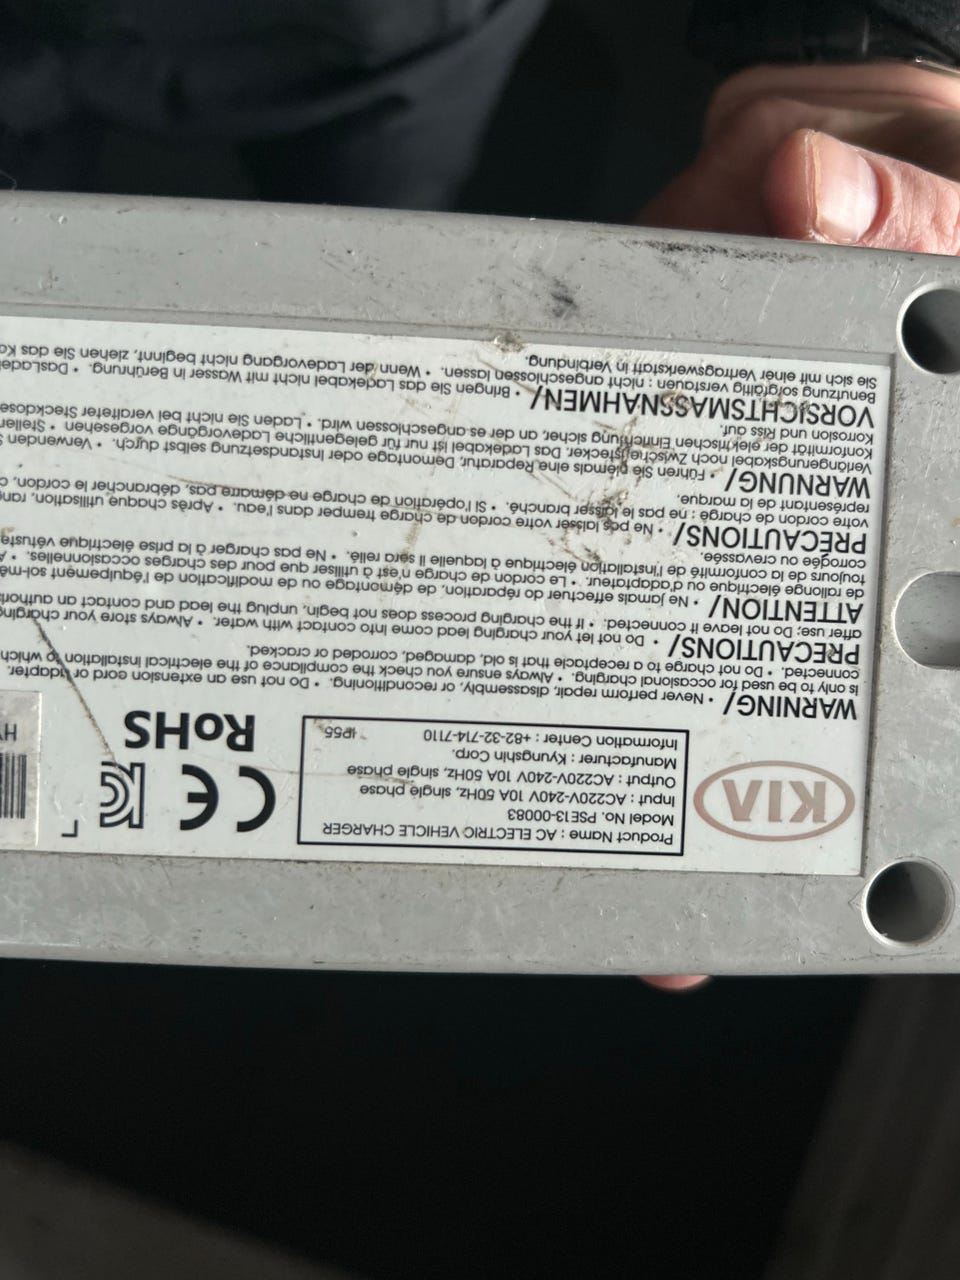 KIA
Product Name : AC ELECTRIC VEHICLE CHARGER
Model No. PSE13-00083
Input : AC220V-240V 10A 50Hz, single phase
Output : AC220V-240V 10A 50Hz, single phase
Manufacturer : Kyungshin Corp.
Information Center : +82-32-714-7110
IP55
CE
RoHS
WARNING/ • Never perform repair, disassembly, or reconditioning. • Do not use an extension cord or adapter.
is only to be used for occasional charging. • Always ensure you check the compliance of the electrical installation to which
connected. • Do not charge to a receptacle that is old, damaged, corroded or cracked.
PRECAUTIONS/ • Do not let your charging lead come into contact with water. • Always store your charging
after use; Do not leave it connected. • If the charging process does not begin, unplug the lead and contact an
ATTENTION/ • Ne jamais effectuer do réparation, de démontage ou de modification de l'équipement
de rallonge électrique ou d'adaptateur. • Le cordon de charge n'est à utiliser que pour des charges occasionnelles. •
toujours de la conformité de l'installation électrique à laquelle il sera relié. • Ne pas charger à la prise électrique
corrodée ou crevassée.
PRÉCAUTIONS/ • Ne pas laisser votre cordon de charge tremper dans l'eau. • Après chaque utilisation,
votre cordon de charge ; ne pas le laisser branché. • Si l'opération de charge ne démarre pas, débrancher le cordon,
représentant de la marque.
WARNUNG/ • Führen Sie niemals eine Reparatur, Demontage oder Instandsetzung selbst durch. • Verwenden
Verlängerungskabel noch Zwischenstecker. Das Ladekabel ist nur für gelegentliche Ladevorgänge vorgesehen • Stellen
Konformität der elektrischen Einrichtung sicher, an der es angeschlossen wird. • Laden Sie nicht bei verditeter
Korrosion und Riss auf.
VORSICHTSMASSNAHMEN/ • Bringen Sie das Ladekabel nicht mit Wasser in Berührung. •
Benutzung sorgfältig verstauen : nicht angeschlossen lassen. • Wenn der Ladevorgang nicht beginnt, ziehen Sie das
Sie sich mit einer Vertragswerkstatt in Verbindung.